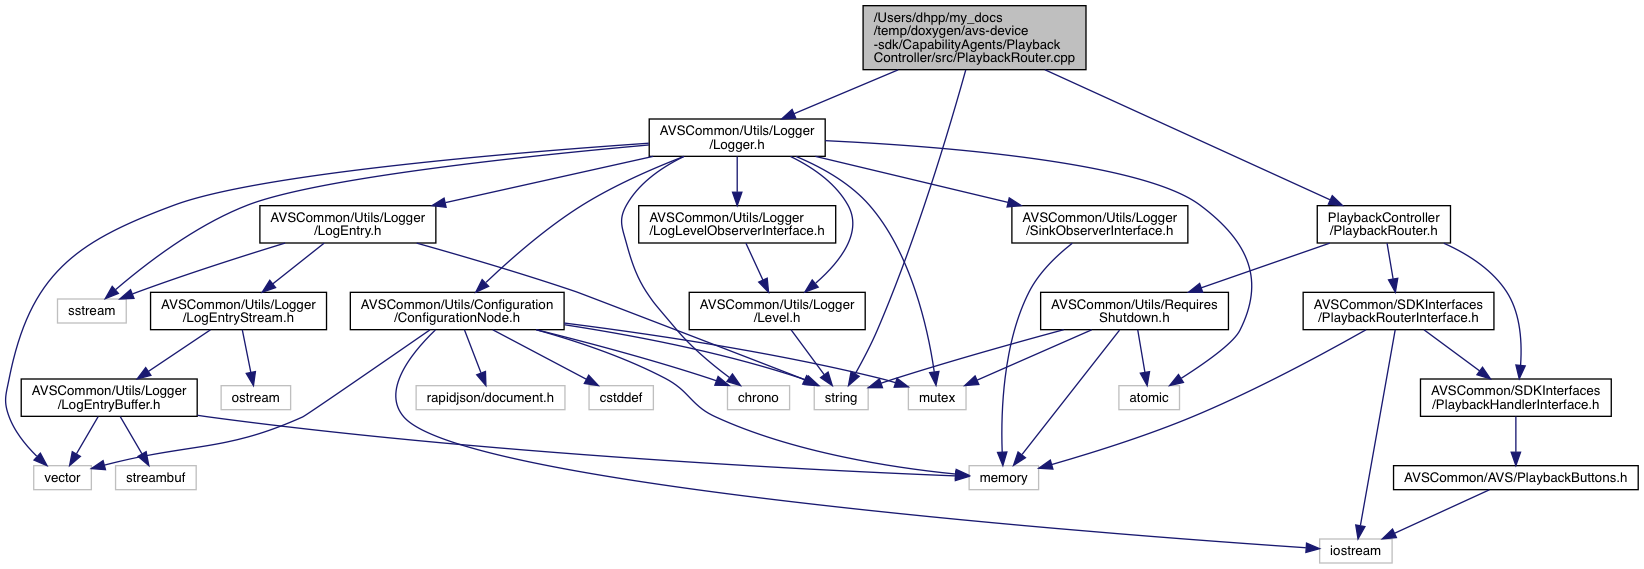 /Users/dhpp/my_docs
/temp/doxygen/avs-device
-sdk/CapabilityAgents/Playback
Controller/src/PlaybackRouter.cpp
AVSCommon/Utils/Logger
/Logger.h
AVSCommon/Utils/Logger
/LogEntry.h
AVSCommon/Utils/Logger
/LogLevelObserverInterface.h
AVSCommon/Utils/Logger
/SinkObserverInterface.h
PlaybackController
/PlaybackRouter.h
sstream
AVSCommon/Utils/Logger
/LogEntryStream.h
AVSCommon/Utils/Configuration
/ConfigurationNode.h
AVSCommon/Utils/Logger
/Level.h
AVSCommon/Utils/Requires
Shutdown.h
AVSCommon/SDKInterfaces
/PlaybackRouterInterface.h
AVSCommon/Utils/Logger
/LogEntryBuffer.h
ostream
rapidjson/document.h
cstddef
chrono
string
mutex
atomic
AVSCommon/SDKInterfaces
/PlaybackHandlerInterface.h
vector
streambuf
memory
AVSCommon/AVS/PlaybackButtons.h
iostream